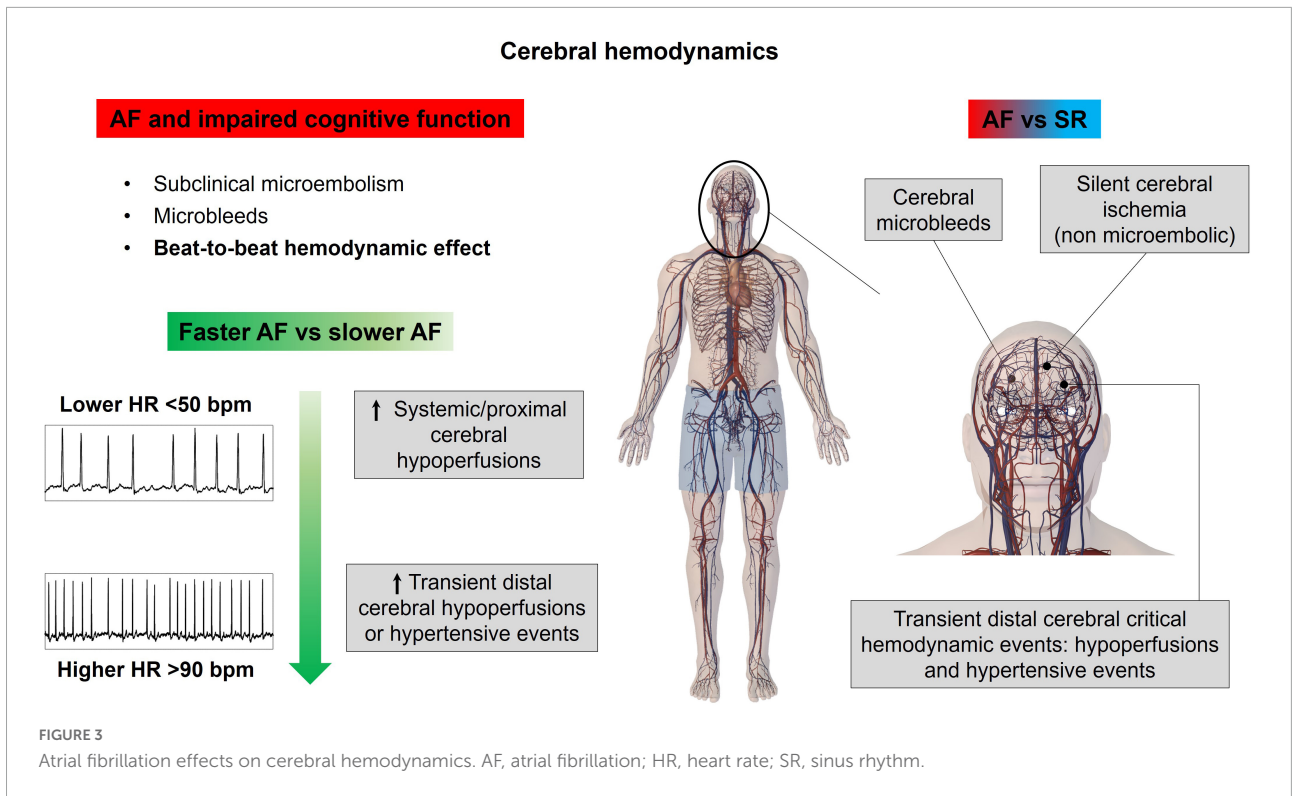 Cerebral hemodynamics
AF and impaired cognitive function
• Subclinical microembolism
• Microbleeds
• Beat-to-beat hemodynamic effect
Faster AF vs slower AF
Lower HR <50 bpm
↑ Systemic/proximal
cerebral
hypoperfusions
↑ Transient distal
cerebral hypoperfusions
or hypertensive events
Higher HR >90 bpm
AF vs SR
Cerebral
microbleeds
Silent cerebral
ischemia
(non microembolic)
Transient distal cerebral critical
hemodynamic events: hypoperfusions
and hypertensive events
FIGURE 3
Atrial fibrillation effects on cerebral hemodynamics. AF, atrial fibrillation; HR, heart rate; SR, sinus rhythm.